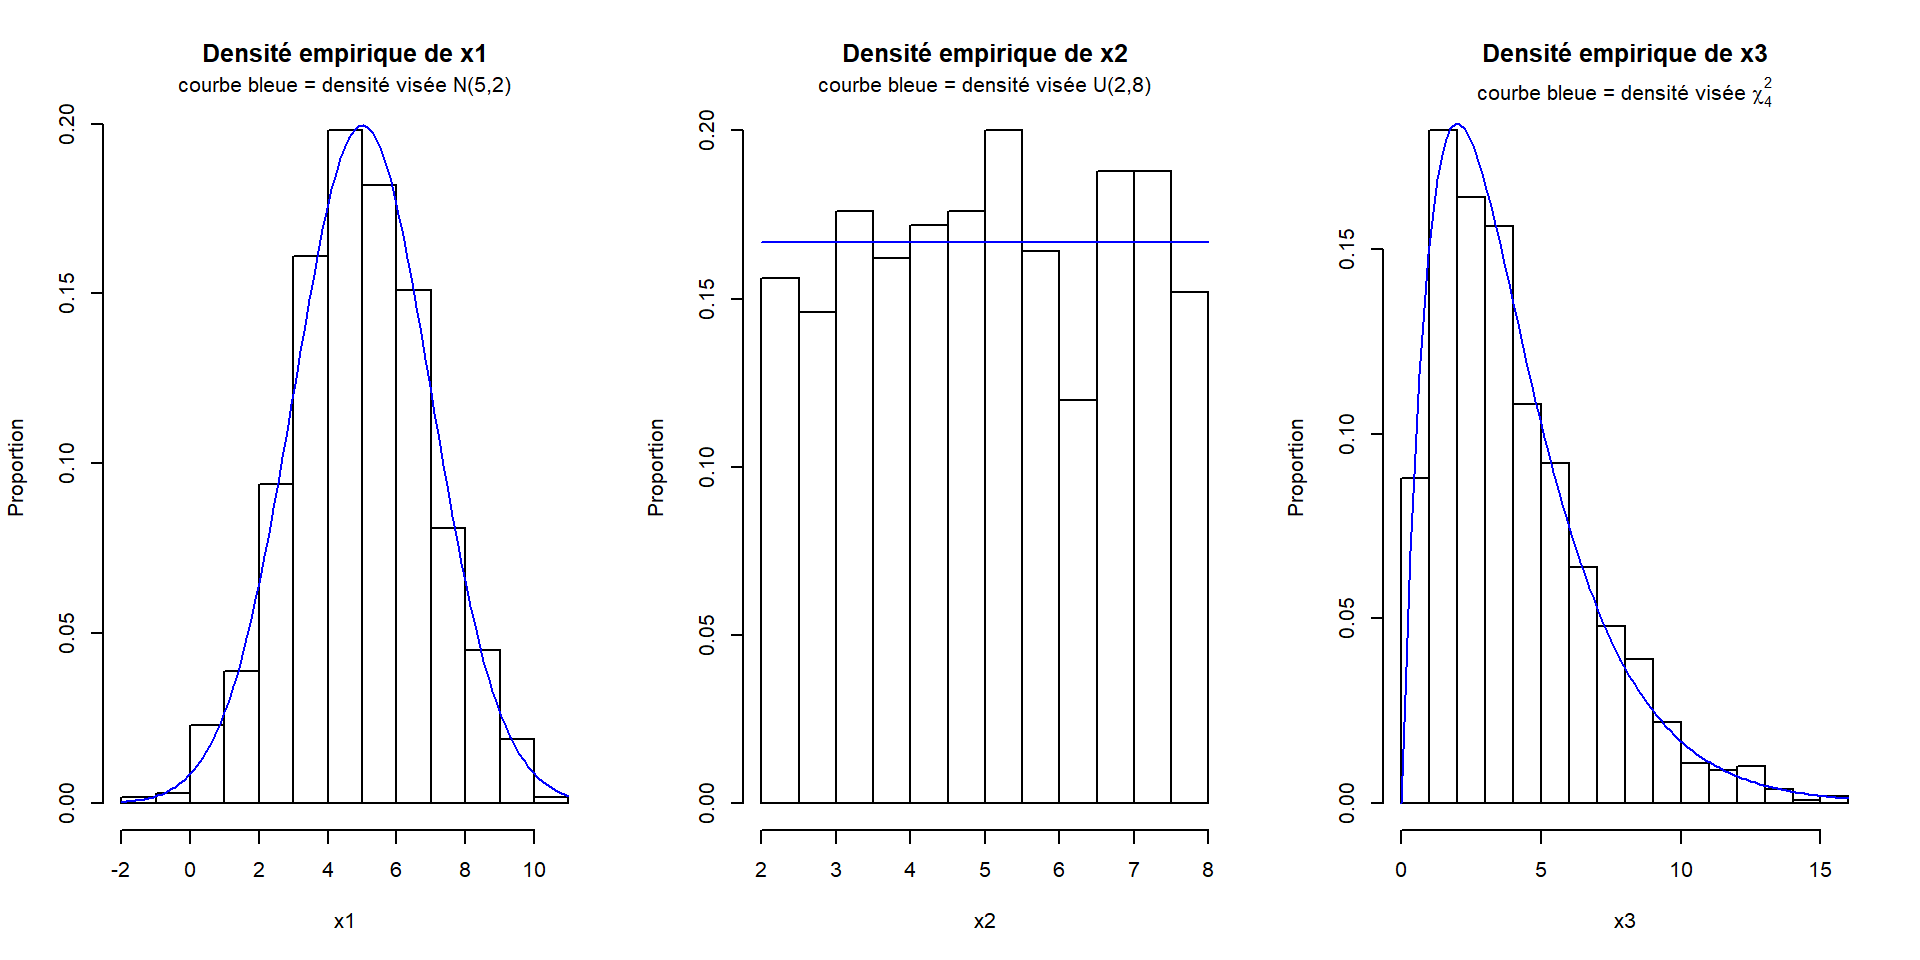 Densité empirique de x1
courbe bleue = densité visée N(5,2)
Proportion
0.00 0.05 0.10 0.15 0.20
-2 0 2 4 6 8 10
x1
Densité empirique de x2
courbe bleue = densité visée U(2,8)
Proportion
0.00 0.05 0.10 0.15 0.20
2 3 4 5 6 7 8
x2
Densité empirique de x3
courbe bleue = densité visée χ²₄
Proportion
0.00 0.05 0.10 0.15
0 5 10 15
x3